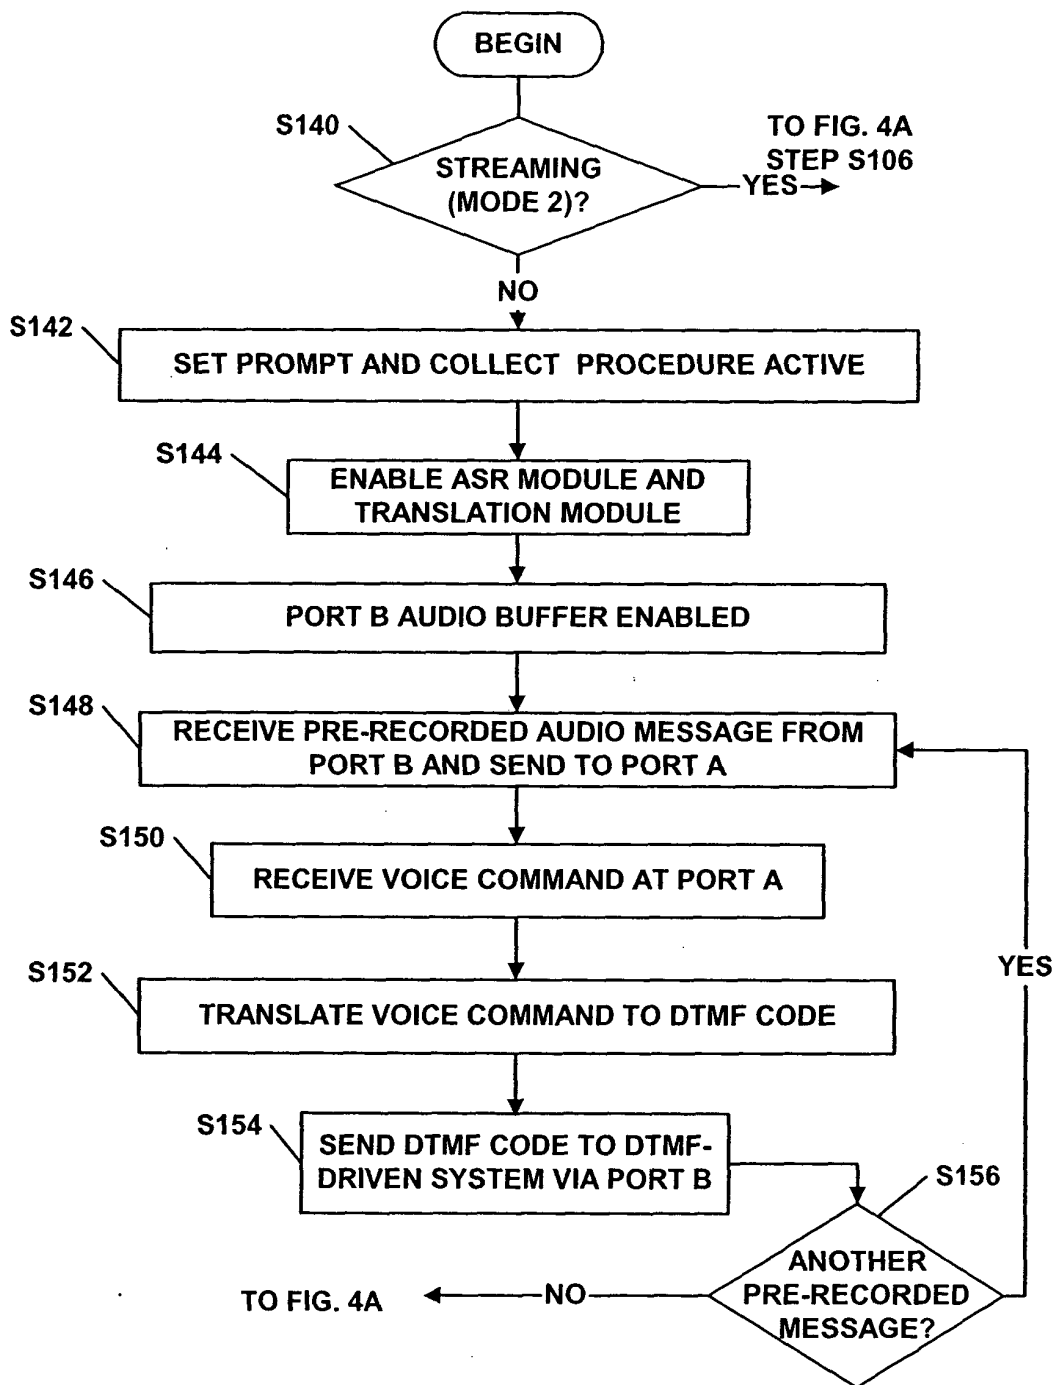 BEGIN
S140
TO FIG. 4A
STEP S106
STREAMING
(MODE 2)?
YES
NO
S142
SET PROMPT AND COLLECT PROCEDURE ACTIVE
S144
ENABLE ASR MODULE AND
TRANSLATION MODULE
S146
PORT B AUDIO BUFFER ENABLED
S148
RECEIVE PRE-RECORDED AUDIO MESSAGE FROM
PORT B AND SEND TO PORT A
S150
RECEIVE VOICE COMMAND AT PORT A
YES
S152
TRANSLATE VOICE COMMAND TO DTMF CODE
S154
SEND DTMF CODE TO DTMF-
DRIVEN SYSTEM VIA PORT B
S156
ANOTHER
PRE-RECORDED
MESSAGE?
NO
TO FIG. 4A